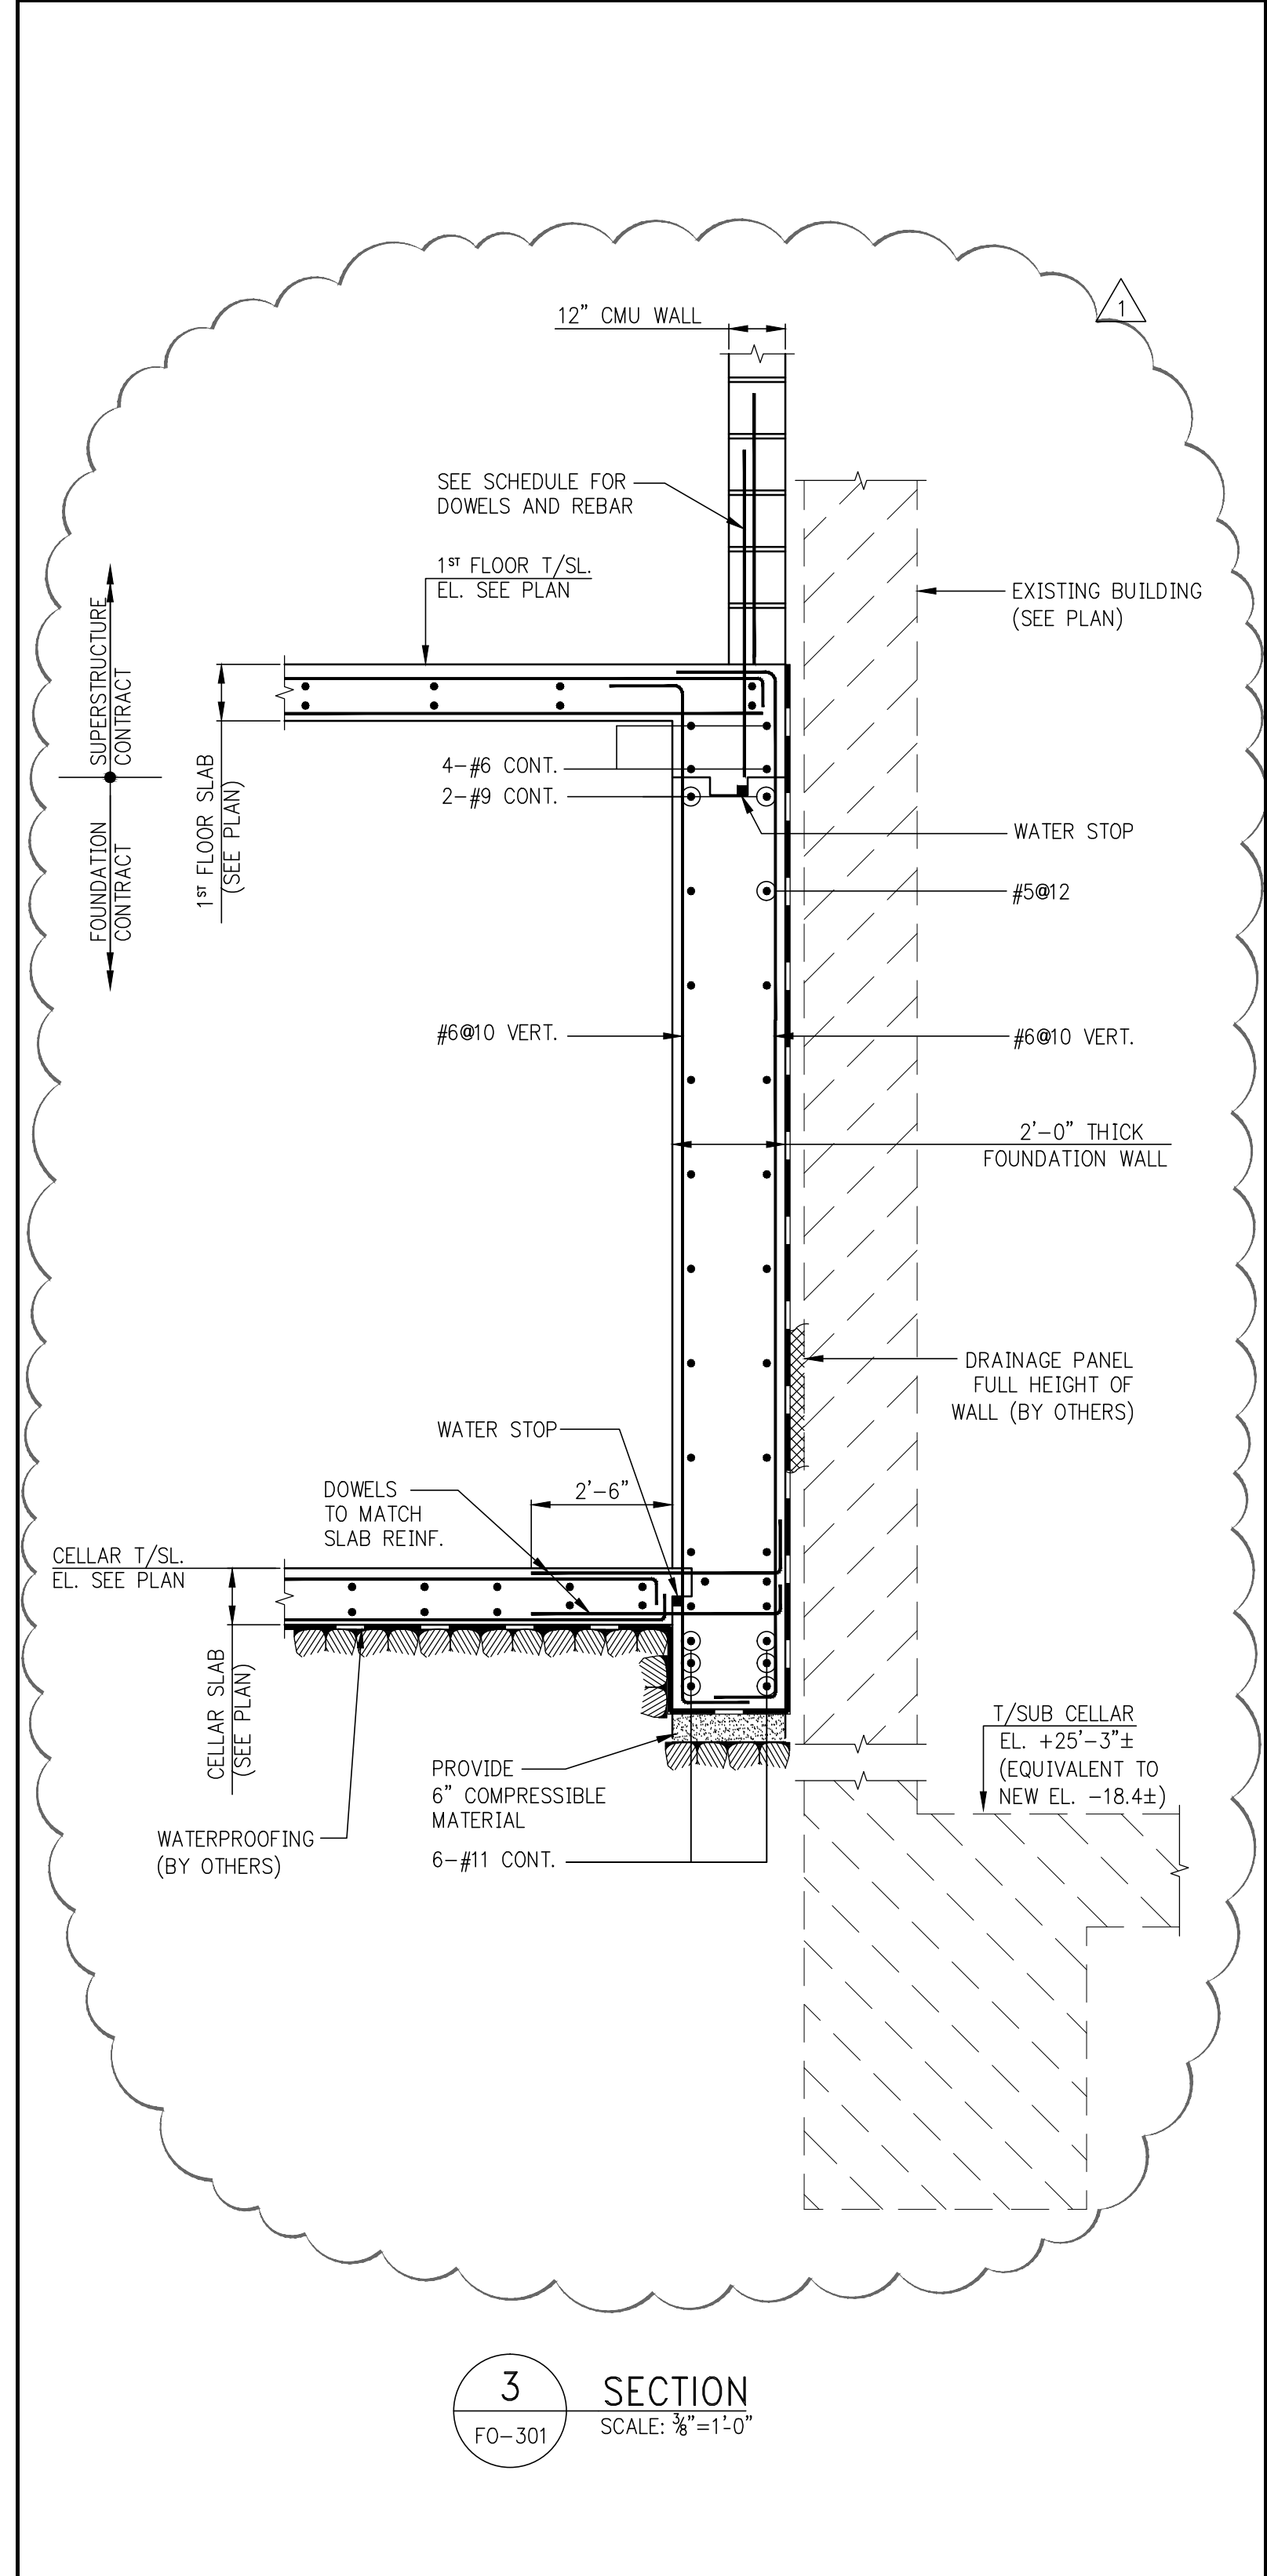 1
12" CMU WALL
SEE SCHEDULE FOR
DOWELS AND REBAR
1ST FLOOR T/SL.
EL. SEE PLAN
EXISTING BUILDING
(SEE PLAN)
SUPERSTRUCTURE
CONTRACT
FOUNDATION
CONTRACT
1ST FLOOR SLAB
(SEE PLAN)
4-#6 CONT.
2-#9 CONT.
WATER STOP
#5@12
#6@10 VERT.
#6@10 VERT.
2'-0" THICK
FOUNDATION WALL
DRAINAGE PANEL
FULL HEIGHT OF
WALL (BY OTHERS)
WATER STOP
2'-6"
DOWELS
TO MATCH
SLAB REINF.
CELLAR T/SL.
EL. SEE PLAN
CELLAR SLAB
(SEE PLAN)
T/SUB CELLAR
EL. +25'-3"±
(EQUIVALENT TO
NEW EL. -18.4±)
PROVIDE
6" COMPRESSIBLE
MATERIAL
WATERPROOFING
(BY OTHERS)
6-#11 CONT.
3
FO-301
SECTION
SCALE: ⅜"=1'-0"